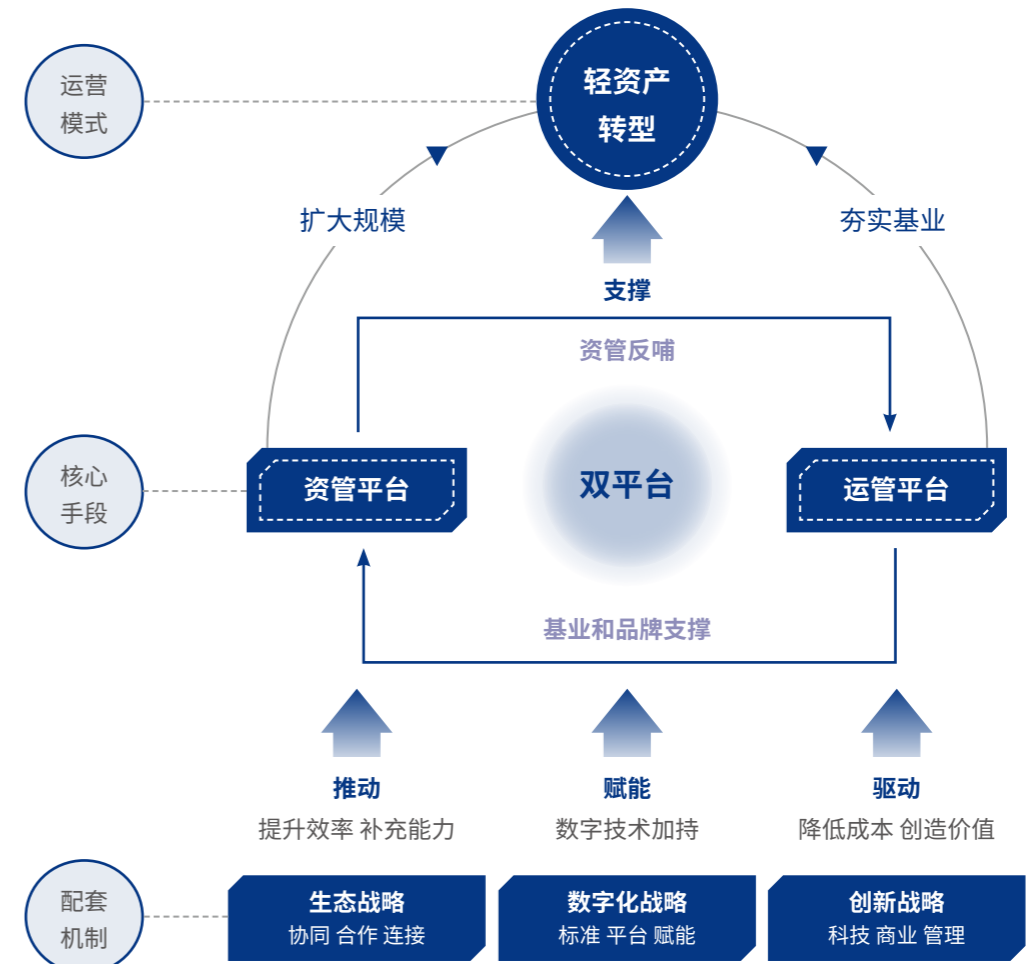 运营
模式
轻资产
转型
扩大规模
夯实基业
支撑
资管反哺
核心
手段
资管平台
双平台
运管平台
基业和品牌支撑
推动
赋能
驱动
提升效率 补充能力
数字技术加持
降低成本 创造价值
配套
机制
生态战略
协同 合作 连接
数字化战略
标准 平台 赋能
创新战略
科技 商业 管理